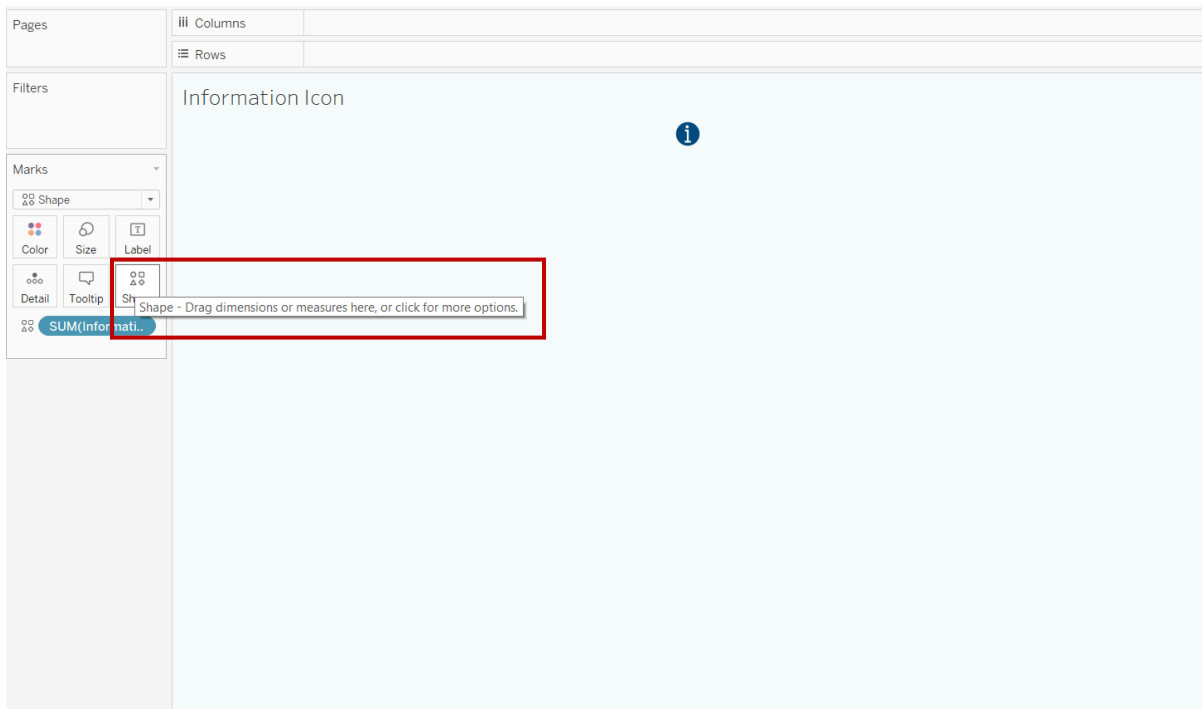 Pages
Columns
Rows
Filters
Information Icon
i
Marks
Shape
Color Size Label
T
Detail Tooltip
Shape - Drag dimensions or measures here, or click for more options.
SUM(Informati..